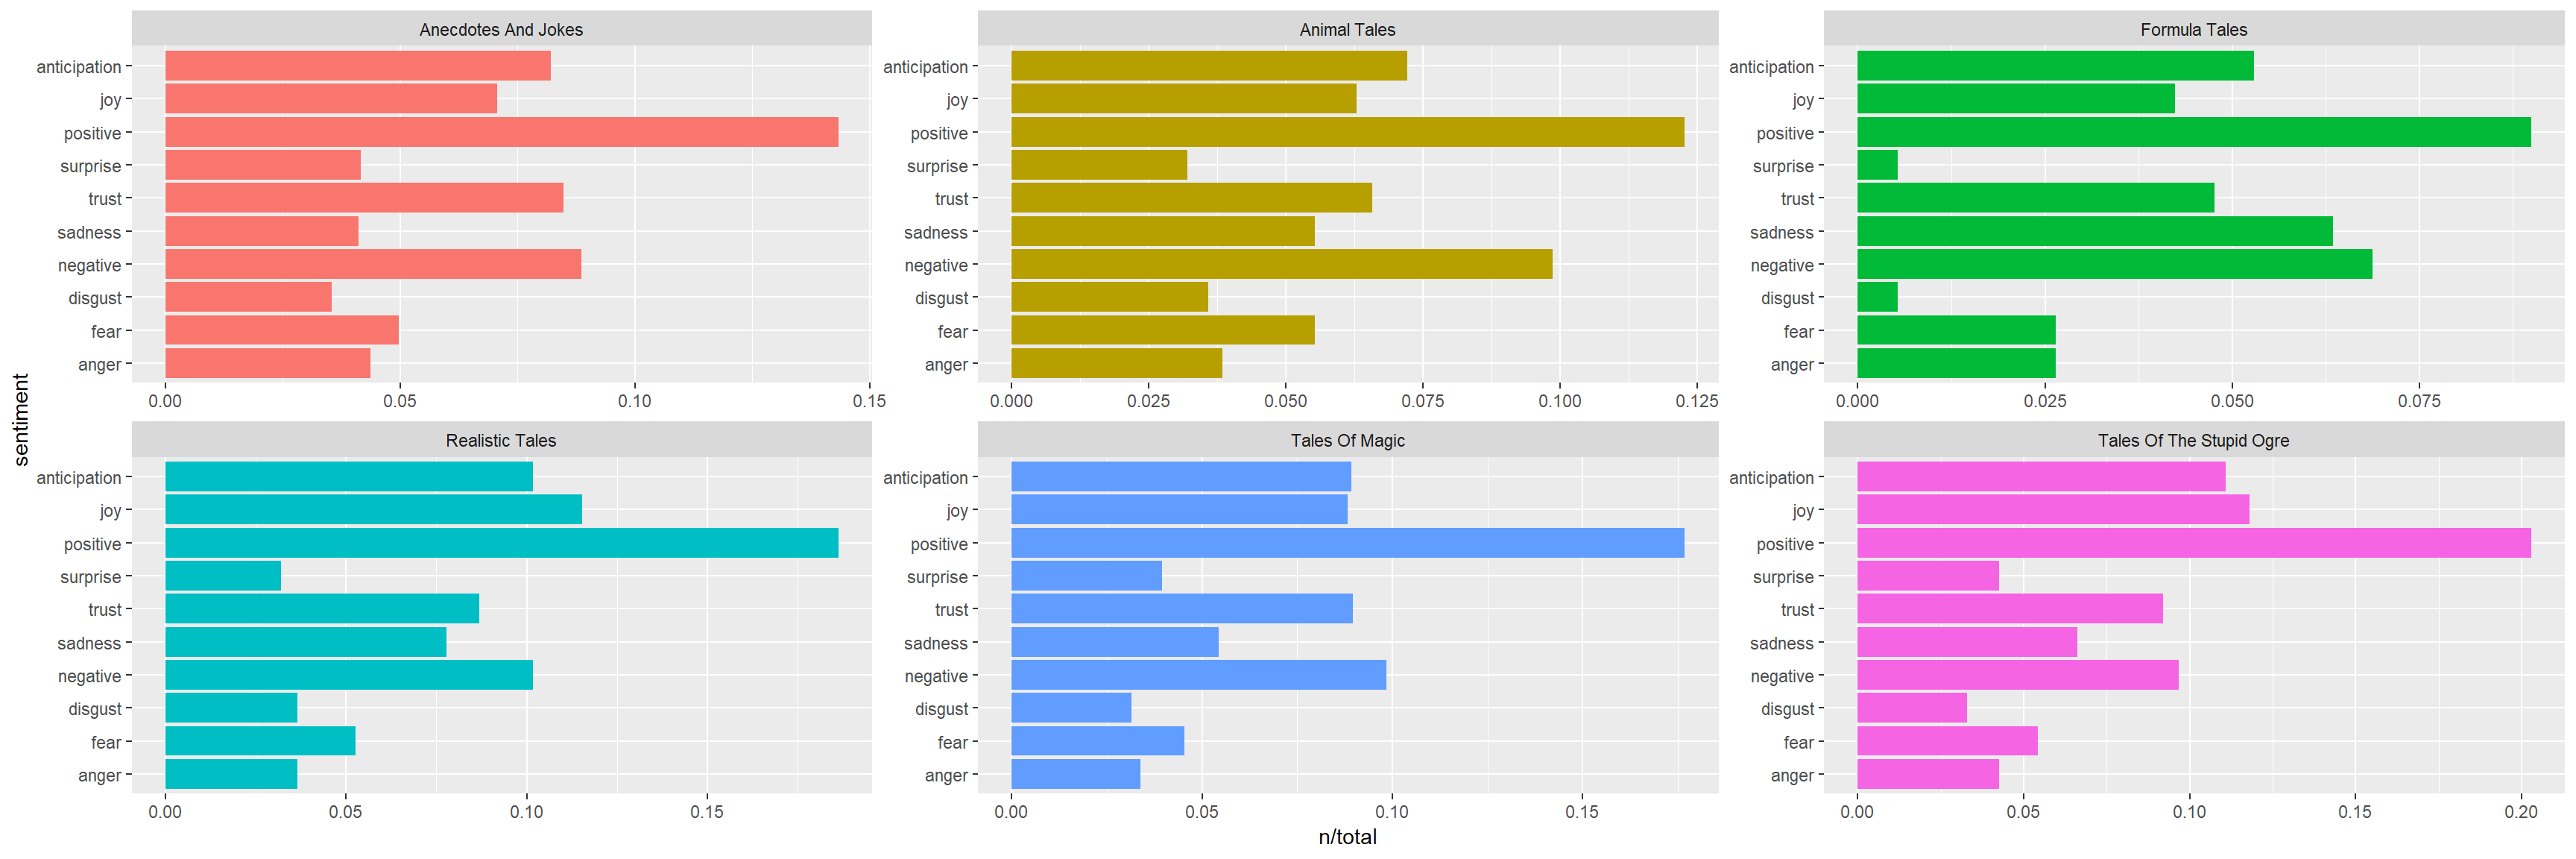 Anecdotes And Jokes
anticipation
joy
positive
surprise
trust
sadness
negative
disgust
fear
anger
0.00 0.05 0.10 0.15
Animal Tales
anticipation
joy
positive
surprise
trust
sadness
negative
disgust
fear
anger
0.000 0.025 0.050 0.075 0.100 0.125
Formula Tales
anticipation
joy
positive
surprise
trust
sadness
negative
disgust
fear
anger
0.000 0.025 0.050 0.075
Realistic Tales
anticipation
joy
positive
surprise
trust
sadness
negative
disgust
fear
anger
0.00 0.05 0.10 0.15
Tales Of Magic
anticipation
joy
positive
surprise
trust
sadness
negative
disgust
fear
anger
0.00 0.05 0.10 0.15
Tales Of The Stupid Ogre
anticipation
joy
positive
surprise
trust
sadness
negative
disgust
fear
anger
0.00 0.05 0.10 0.15 0.20
sentiment
n/total